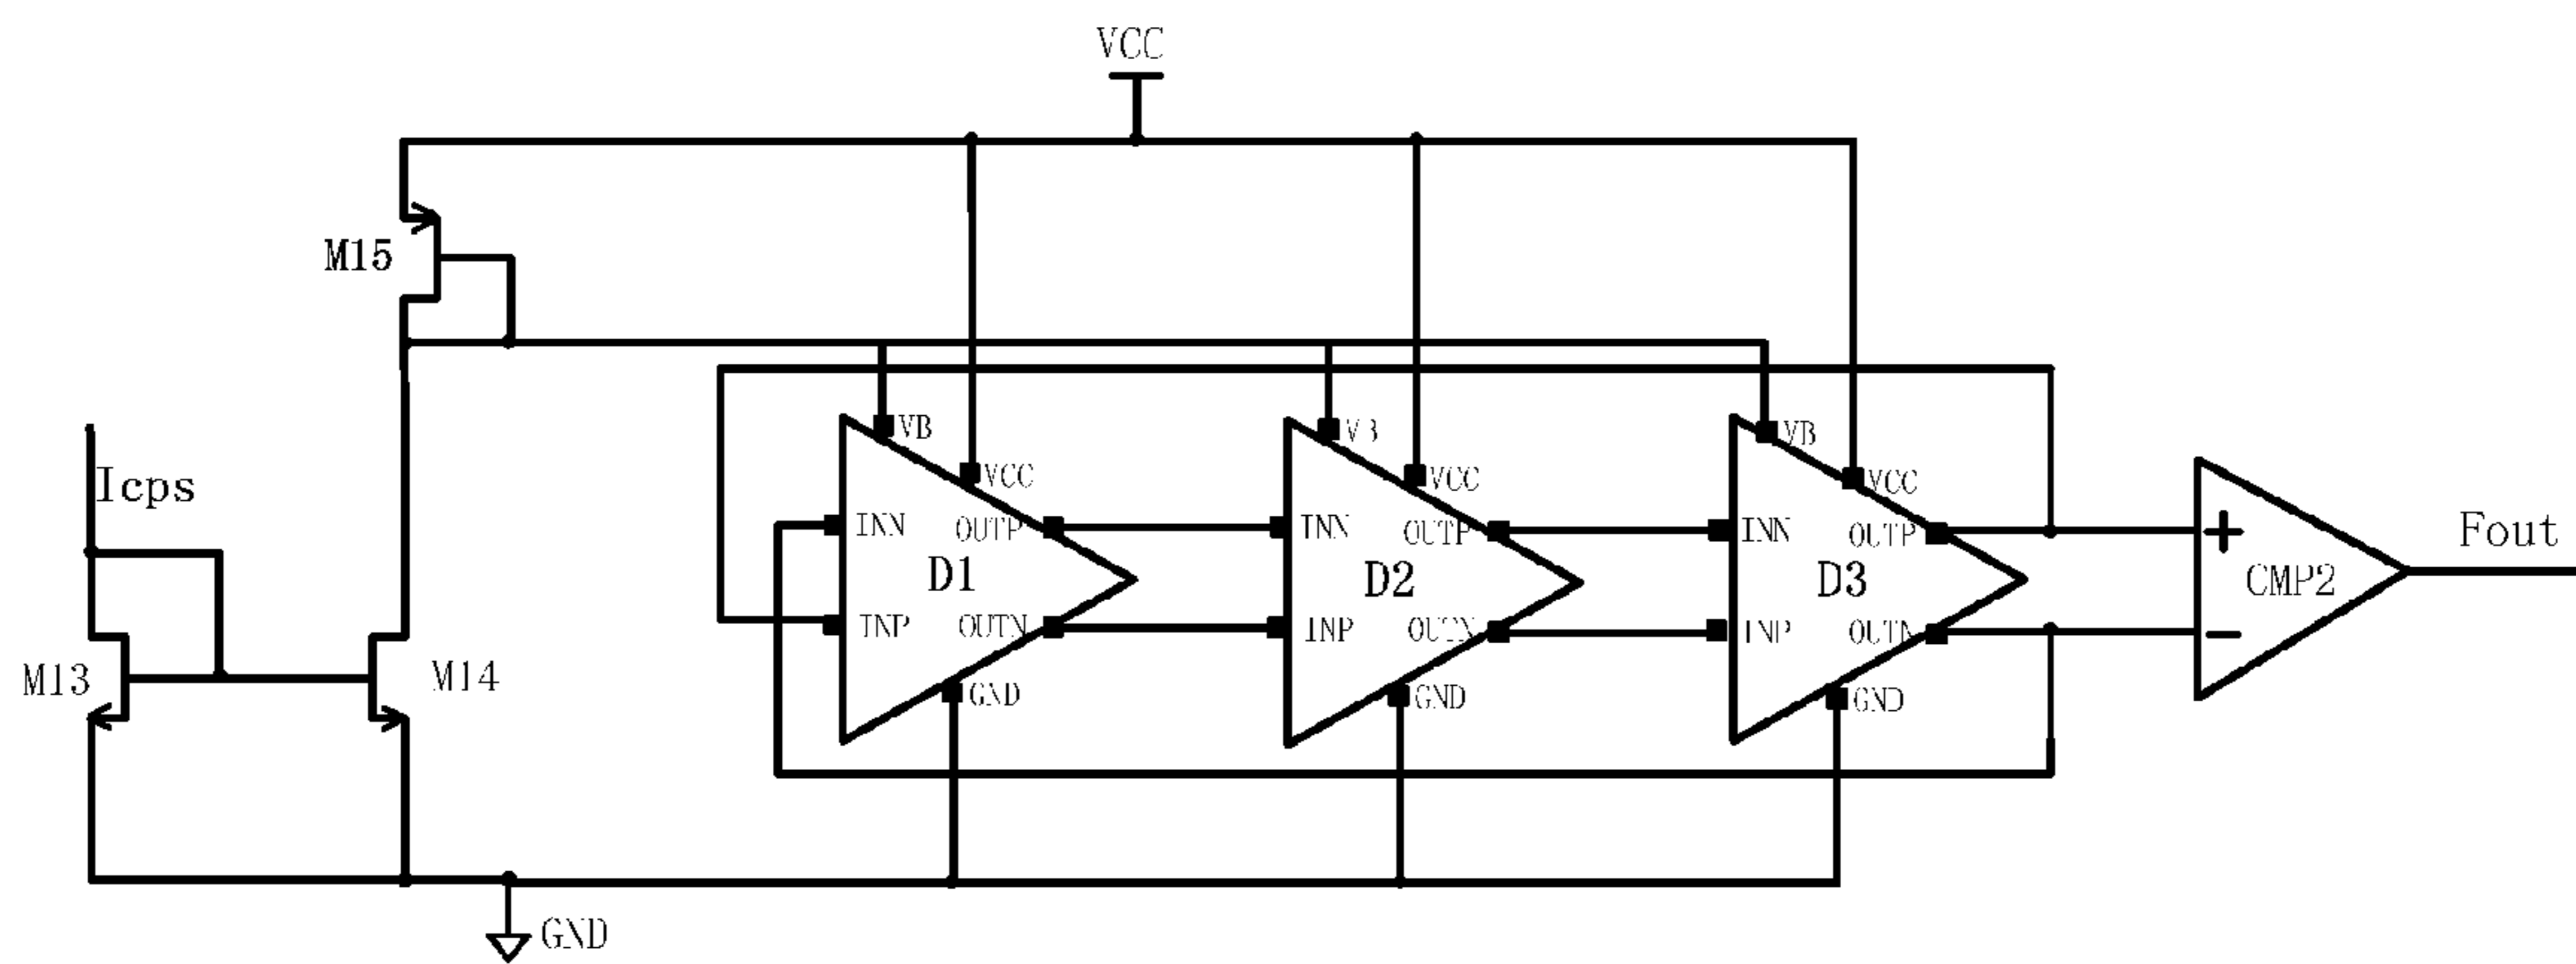 VCC
M15
Icps
M13
M14
VB
VCC
INN
OUTP
D1
INP
OUTN
GND
VB
VCC
INN
OUTP
D2
INP
OUTN
GND
VB
VCC
INN
OUTP
D3
INP
OUTN
GND
+
CMP2
−
Fout
GND